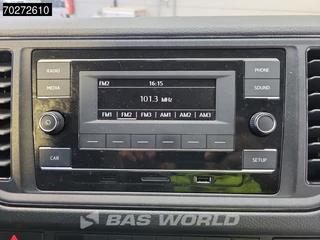 70272610
RADIO
MEDIA
CAR
PHONE
SOUND
SETUP
FM2 16:15
101.3 MHz
FM1 FM2 FM3 AM1 AM2 AM3
BAS WORLD